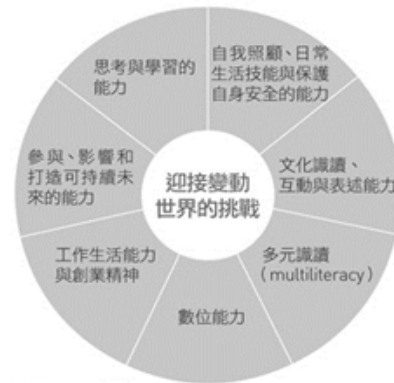 思考與學習的
能力
自我照顧、日常
生活技能與保護
自身安全的能力
參與、影響和
打造可持續未
來的能力
迎接變動
世界的挑戰
文化識讀、
互動與表述能力
工作生活能力
與創業精神
多元識讀
(multiliteracy)
數位能力